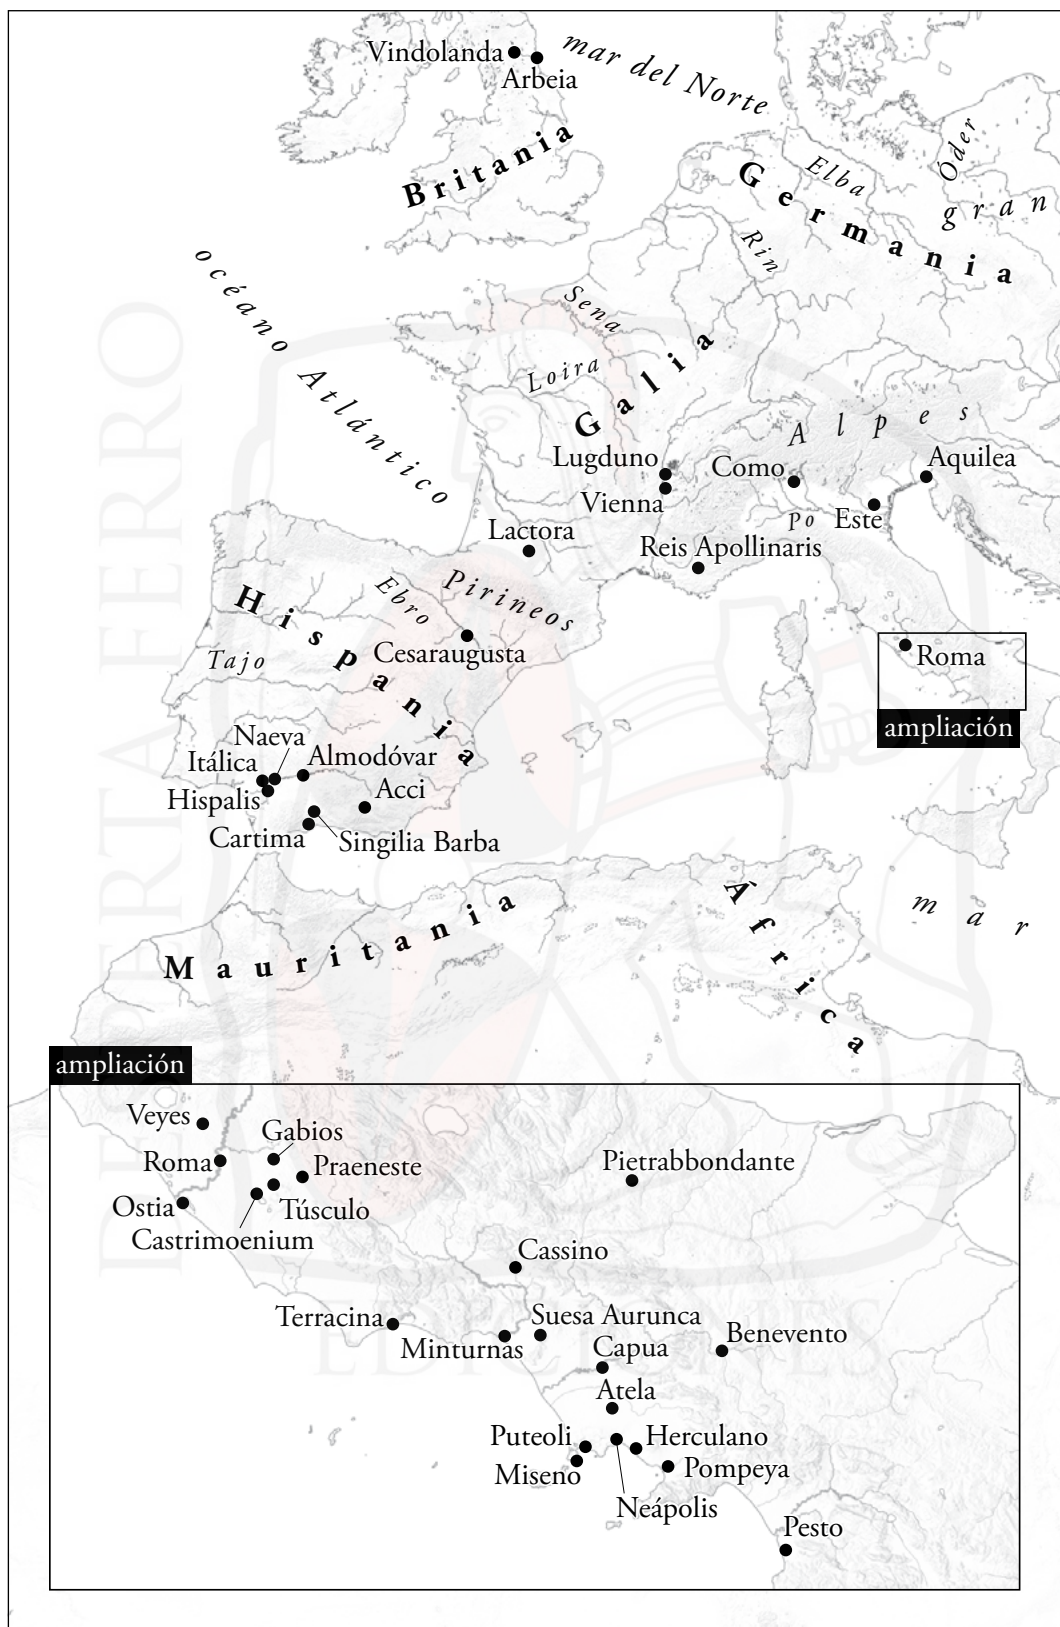 Vindolanda
Arbeia
mar del Norte
Britania
Germania
Elba
Óder
gran
Rin
océano Atlántico
Sena
Loira
Galia
Alpes
Lugduno
Vienna
Como
Aquilea
Po
Este
Lactora
Reis Apollinaris
Hispania
Ebro
Pirineos
Cesaraugusta
Tajo
Roma
ampliación
Naeva
Itálica
Almodóvar
Hispalis
Acci
Cartima
Singilia Barba
Mauritania
África
mar
ampliación
Veyes
Gabios
Roma
Praeneste
Pietrabbondante
Ostia
Túsculo
Castrimoenium
Cassino
Terracina
Suesa Aurunca
Minturnas
Benevento
Capua
Atela
Puteoli
Herculano
Miseno
Pompeya
Neápolis
Pesto
DESPERTA FERRO
EDICIONES